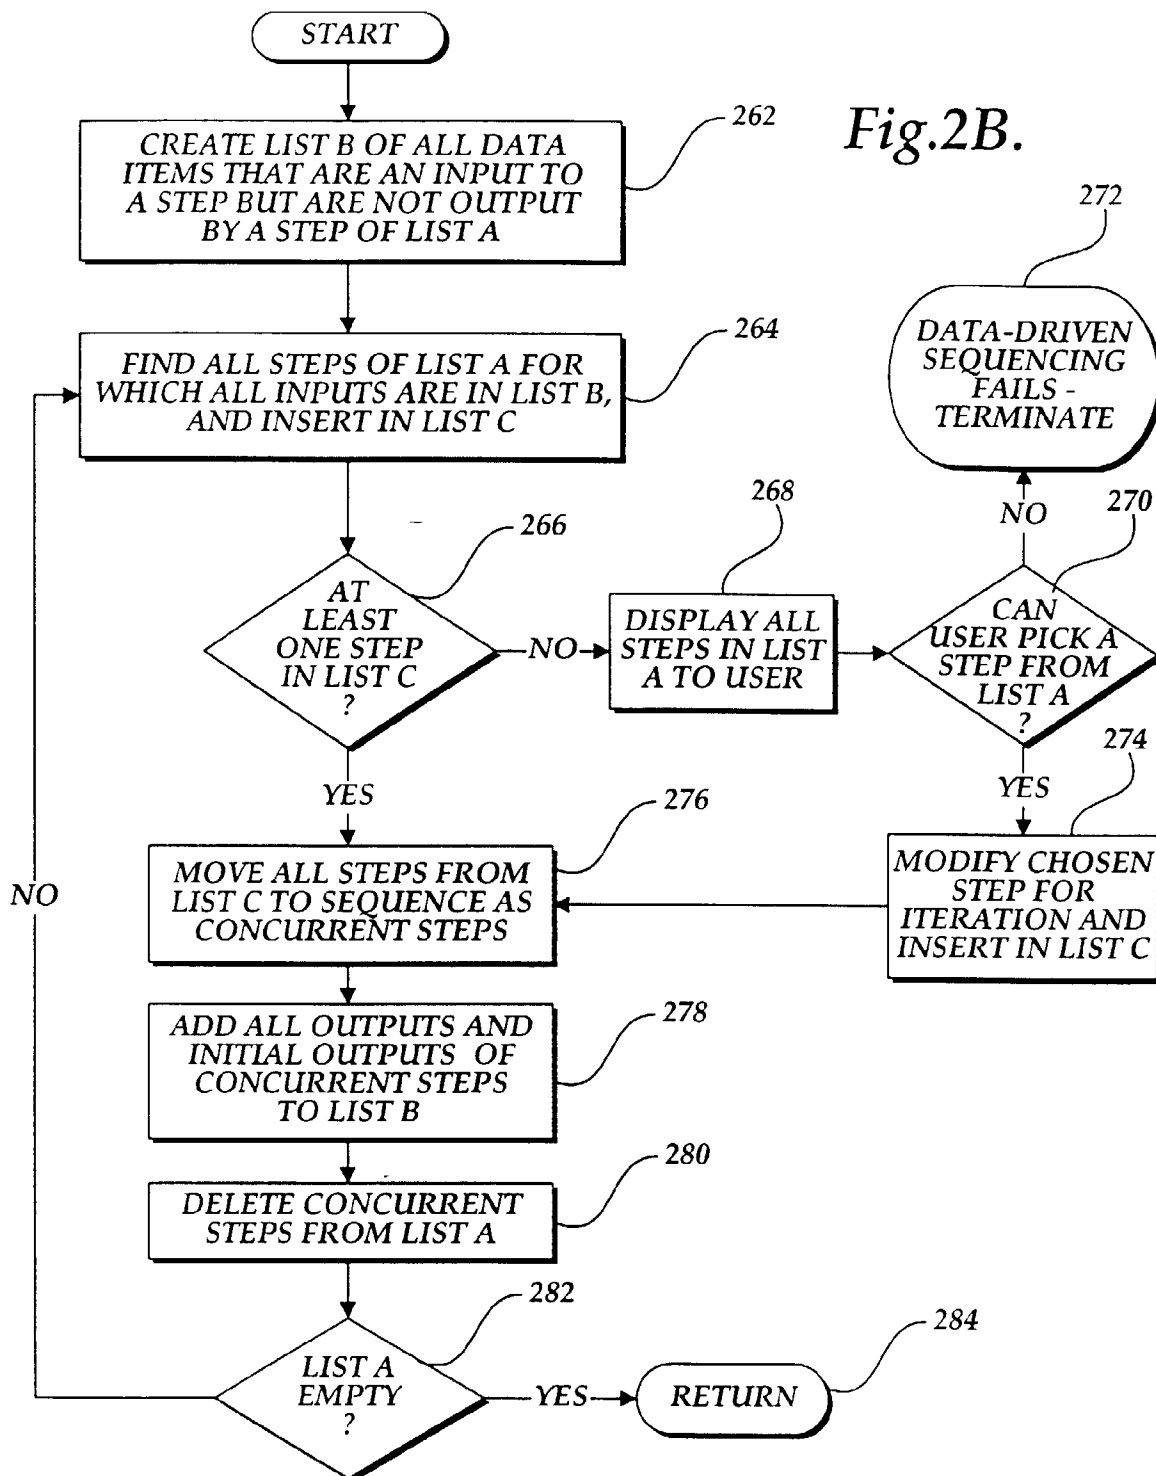 START
Fig.2B.
262
CREATE LIST B OF ALL DATA
ITEMS THAT ARE AN INPUT TO
A STEP BUT ARE NOT OUTPUT
BY A STEP OF LIST A
272
DATA-DRIVEN
SEQUENCING
FAILS -
TERMINATE
264
FIND ALL STEPS OF LIST A FOR
WHICH ALL INPUTS ARE IN LIST B,
AND INSERT IN LIST C
266
AT
LEAST
ONE STEP
IN LIST C
?
NO
268
DISPLAY ALL
STEPS IN LIST
A TO USER
NO
270
CAN
USER PICK A
STEP FROM
LIST A
?
YES
274
MODIFY CHOSEN
STEP FOR
ITERATION AND
INSERT IN LIST C
YES
276
MOVE ALL STEPS FROM
LIST C TO SEQUENCE AS
CONCURRENT STEPS
NO
278
ADD ALL OUTPUTS AND
INITIAL OUTPUTS OF
CONCURRENT STEPS
TO LIST B
280
DELETE CONCURRENT
STEPS FROM LIST A
282
LIST A
EMPTY
?
YES
284
RETURN